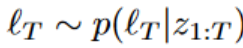 ℓ_T ∼ p(ℓ_T|z_{1:T})